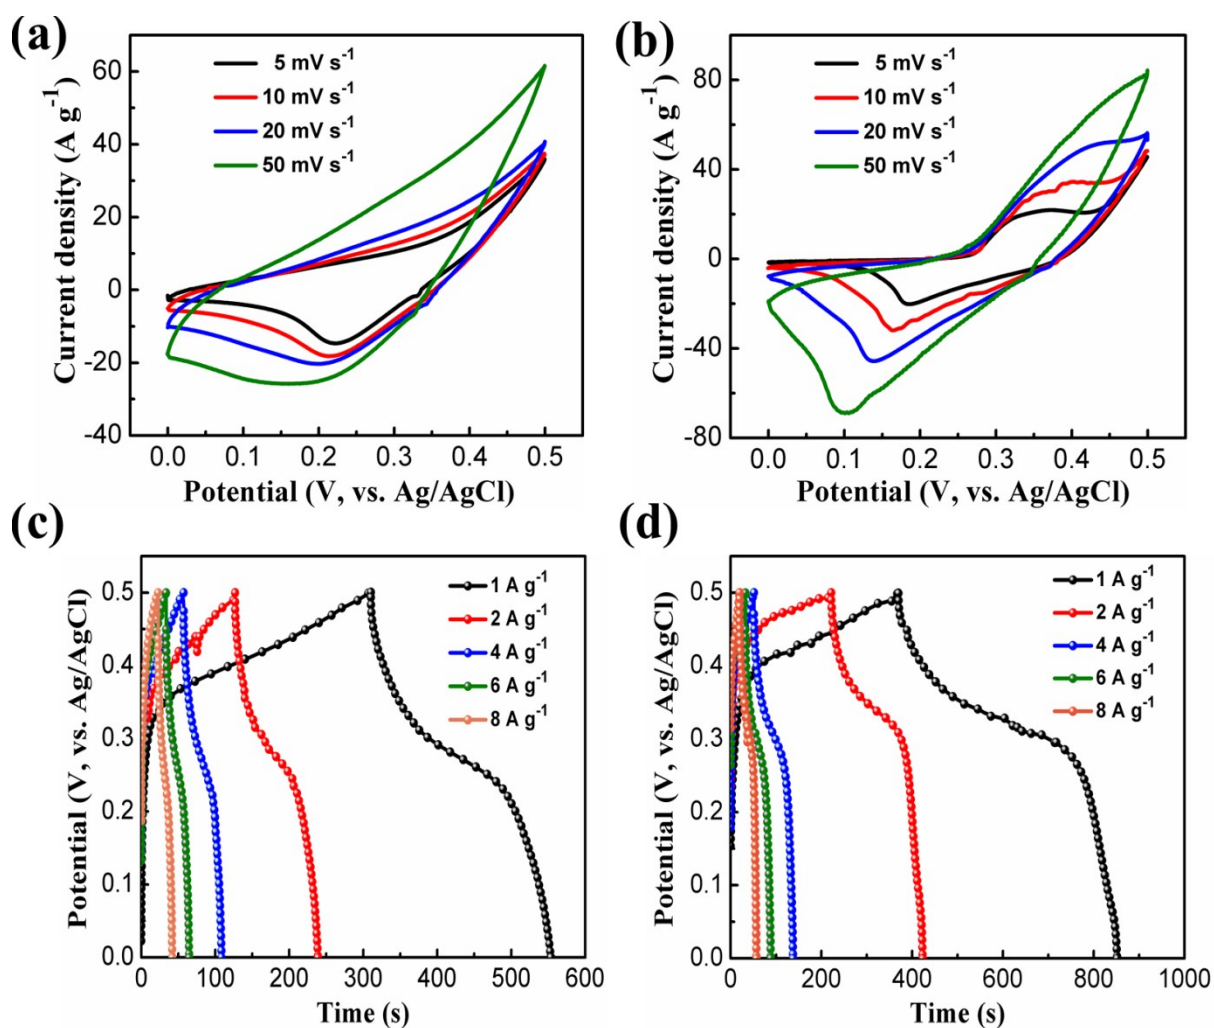 (a)
Current density (A g⁻¹)
60
40
20
0
-20
-40
5 mV s⁻¹
10 mV s⁻¹
20 mV s⁻¹
50 mV s⁻¹
0.0 0.1 0.2 0.3 0.4 0.5
Potential (V, vs. Ag/AgCl)
(b)
Current density (A g⁻¹)
80
40
0
-40
-80
5 mV s⁻¹
10 mV s⁻¹
20 mV s⁻¹
50 mV s⁻¹
0.0 0.1 0.2 0.3 0.4 0.5
Potential (V, vs. Ag/AgCl)
(c)
Potential (V, vs. Ag/AgCl)
0.5
0.4
0.3
0.2
0.1
0.0
1 A g⁻¹
2 A g⁻¹
4 A g⁻¹
6 A g⁻¹
8 A g⁻¹
0 100 200 300 400 500 600
Time (s)
(d)
Potential (V, vs. Ag/AgCl)
0.5
0.4
0.3
0.2
0.1
0.0
1 A g⁻¹
2 A g⁻¹
4 A g⁻¹
6 A g⁻¹
8 A g⁻¹
0 200 400 600 800 1000
Time (s)